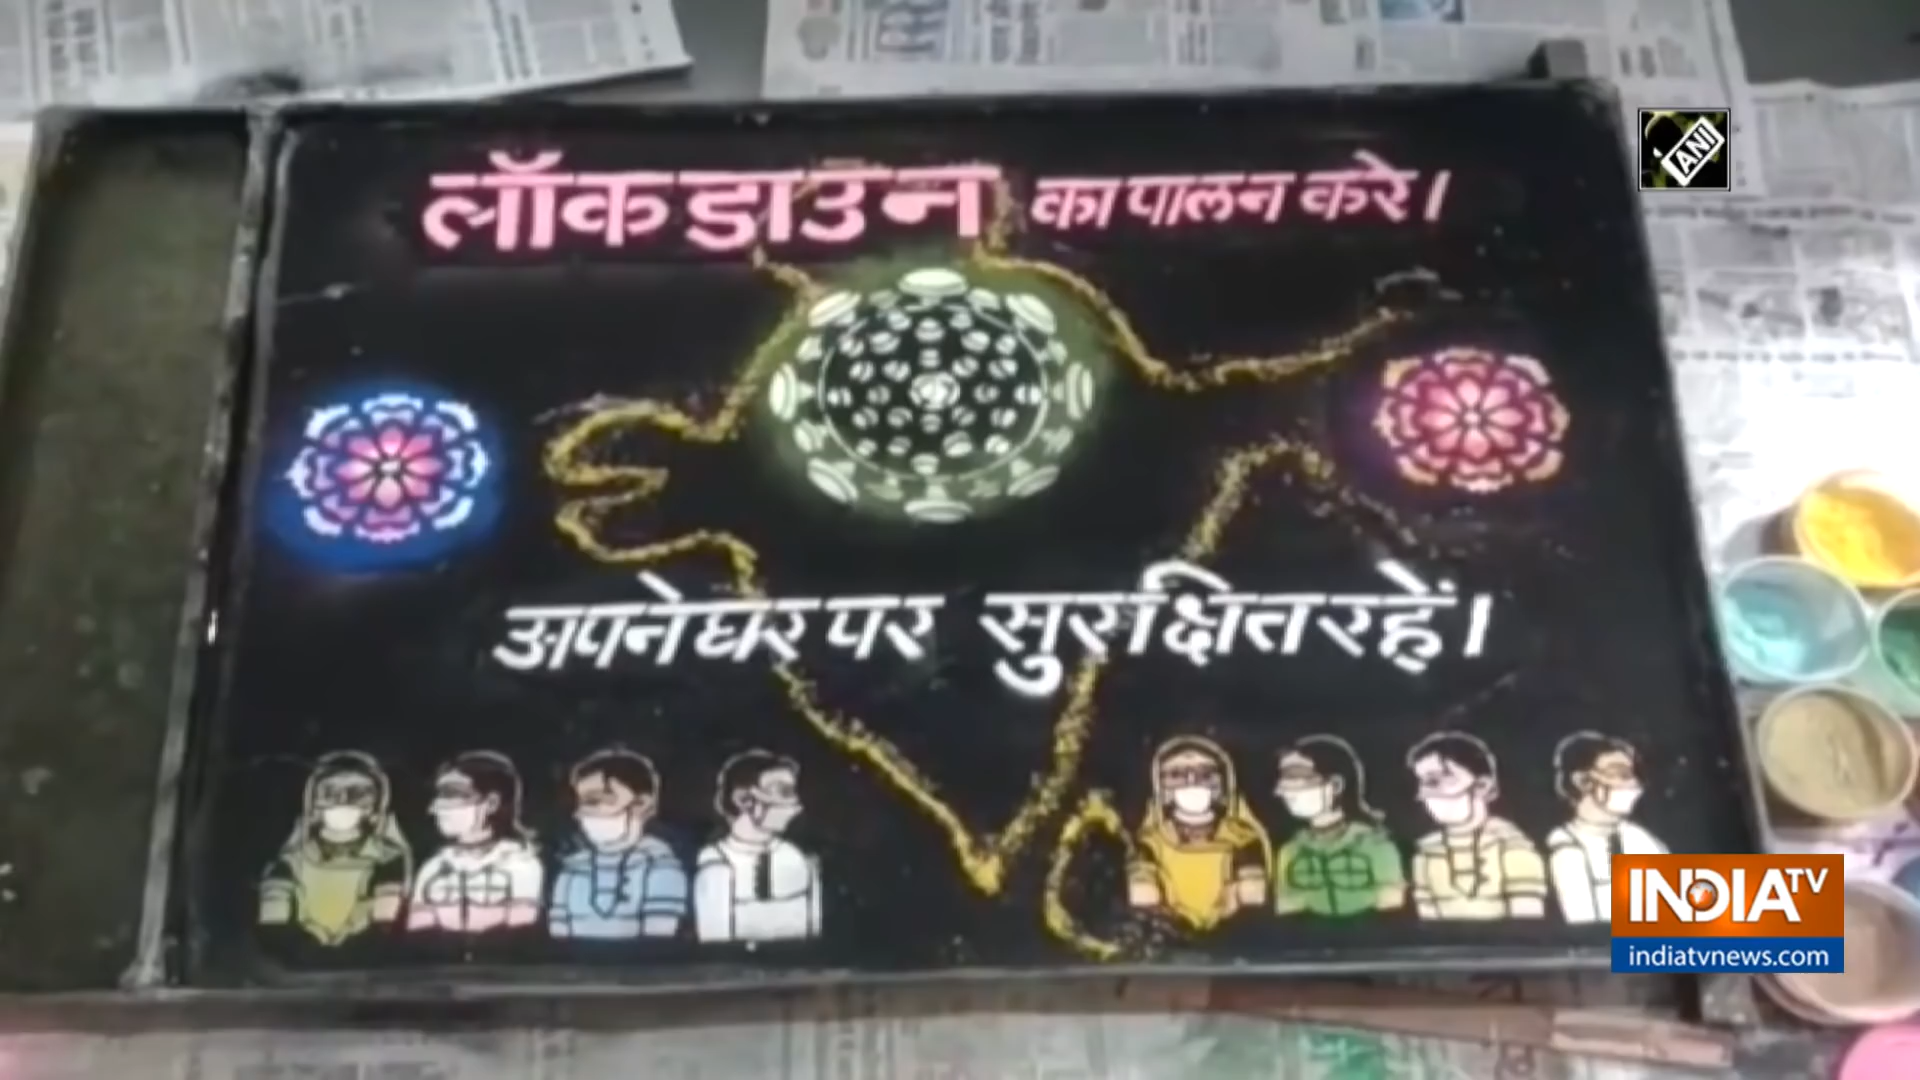 लॉकडाउन का पालन करे।
ANI
अपने घर पर सुरक्षित रहें।
INDIA TV
indiatvnews.com